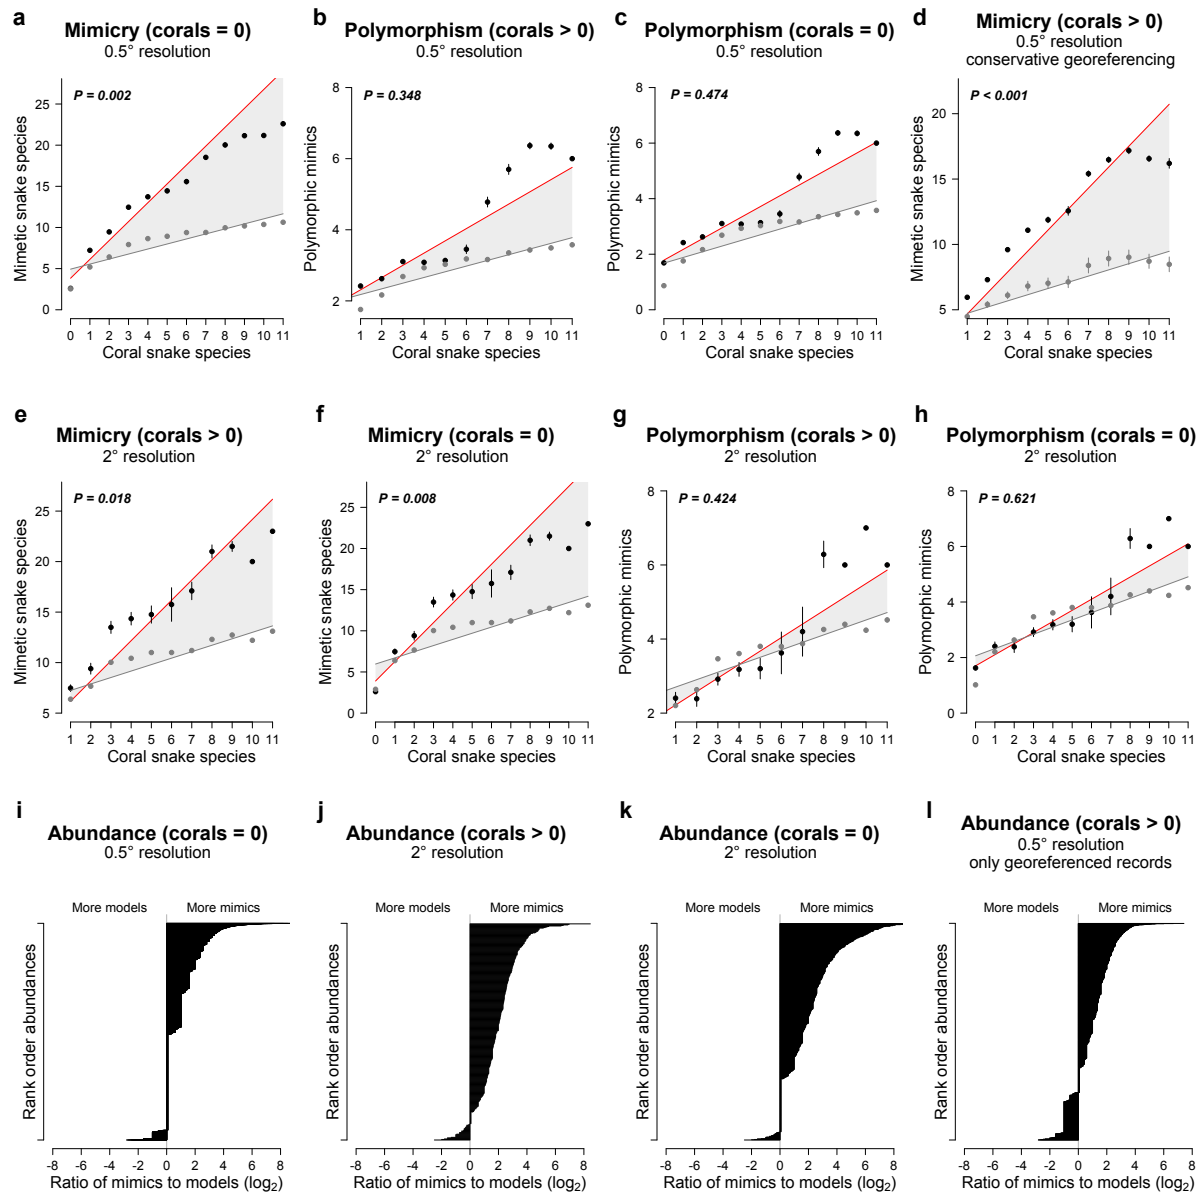 a
Mimicry (corals = 0)
0.5° resolution
P = 0.002
Mimetic snake species
0
5
10
15
20
25
0 1 2 3 4 5 6 7 8 9 10 11
Coral snake species
b
Polymorphism (corals > 0)
0.5° resolution
P = 0.348
Polymorphic mimics
2
4
6
8
1 2 3 4 5 6 7 8 9 10 11
Coral snake species
c
Polymorphism (corals = 0)
0.5° resolution
P = 0.474
Polymorphic mimics
0
2
4
6
8
0 1 2 3 4 5 6 7 8 9 10 11
Coral snake species
d
Mimicry (corals > 0)
0.5° resolution
conservative georeferencing
P < 0.001
Mimetic snake species
5
10
15
20
1 2 3 4 5 6 7 8 9 10 11
Coral snake species
e
Mimicry (corals > 0)
2° resolution
P = 0.018
Mimetic snake species
5
10
15
20
25
1 2 3 4 5 6 7 8 9 10 11
Coral snake species
f
Mimicry (corals = 0)
2° resolution
P = 0.008
Mimetic snake species
0
5
10
15
20
25
0 1 2 3 4 5 6 7 8 9 10 11
Coral snake species
g
Polymorphism (corals > 0)
2° resolution
P = 0.424
Polymorphic mimics
2
4
6
8
1 2 3 4 5 6 7 8 9 10 11
Coral snake species
h
Polymorphism (corals = 0)
2° resolution
P = 0.621
Polymorphic mimics
0
2
4
6
8
0 1 2 3 4 5 6 7 8 9 10 11
Coral snake species
i
Abundance (corals = 0)
0.5° resolution
More models More mimics
Rank order abundances
-8 -6 -4 -2 0 2 4 6 8
Ratio of mimics to models (log₂)
j
Abundance (corals > 0)
2° resolution
More models More mimics
Rank order abundances
-8 -6 -4 -2 0 2 4 6 8
Ratio of mimics to models (log₂)
k
Abundance (corals = 0)
2° resolution
More models More mimics
Rank order abundances
-8 -6 -4 -2 0 2 4 6 8
Ratio of mimics to models (log₂)
l
Abundance (corals > 0)
0.5° resolution
only georeferenced records
More models More mimics
Rank order abundances
-8 -6 -4 -2 0 2 4 6 8
Ratio of mimics to models (log₂)